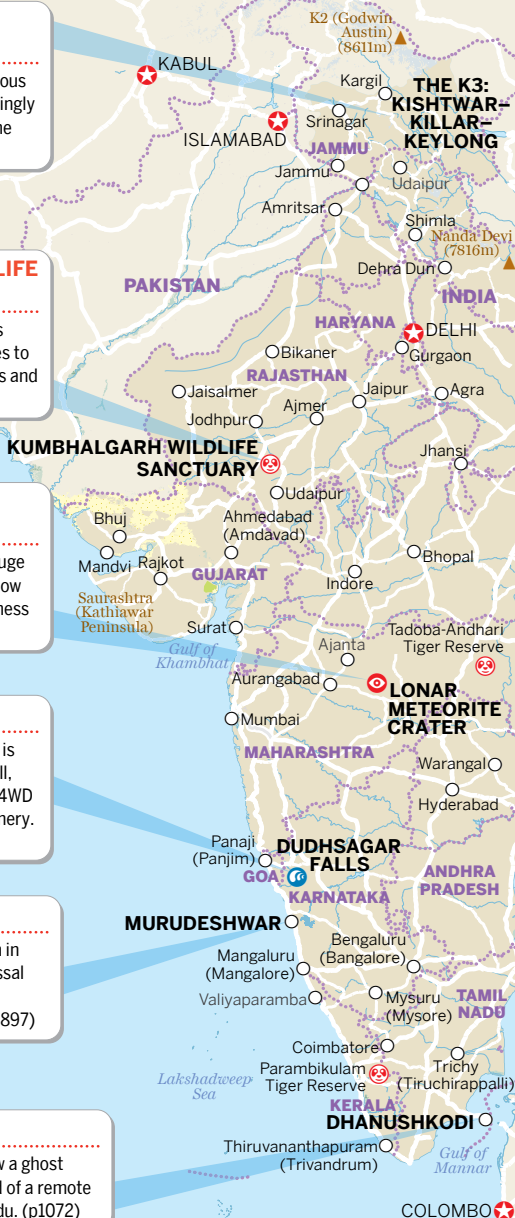 K2 (Godwin
Austin)
(8611m)
KABUL
Kargil
THE K3:
KISHTWAR–
KILLAR–
KEYLONG
ous
ingly
ne
ISLAMABAD
Srinagar
JAMMU
Jammu
Udaipur
Amritsar
Shimla
Nanda Devi
(7816m)
Dehra Dun
LIFE
PAKISTAN
INDIA
s
es to
s and
HARYANA
DELHI
Gurgaon
Bikaner
RAJASTHAN
Jaisalmer
Jaipur
Agra
Ajmer
Jodhpur
KUMBHALGARH WILDLIFE
SANCTUARY
Jhansi
Udaipur
Bhuj
Ahmedabad
(Amdavad)
uge
ow
ness
Mandvi
Rajkot
GUJARAT
Bhopal
Indore
Saurashtra
(Kathiawar
Peninsula)
Surat
Gulf of
Khambhat
Ajanta
Tadoba-Andhari
Tiger Reserve
Aurangabad
LONAR
METEORITE
CRATER
is
ll,
4WD
nery.
Mumbai
MAHARASHTRA
Warangal
Hyderabad
Panaji
(Panjim)
DUDHSAGAR
FALLS
GOA
KARNATAKA
ANDHRA
PRADESH
MURUDESHWAR
n in
ssal
897)
Bengaluru
(Bangalore)
Mangaluru
(Mangalore)
Valiyaparamba
Mysuru
(Mysore)
TAMIL
NADU
Coimbatore
Lakshadweep
Sea
Parambikulam
Tiger Reserve
Trichy
(Tiruchirappalli)
KERALA
DHANUSHKODI
w a ghost
d of a remote
du. (p1072)
Thiruvananthapuram
(Trivandrum)
Gulf of
Mannar
COLOMBO